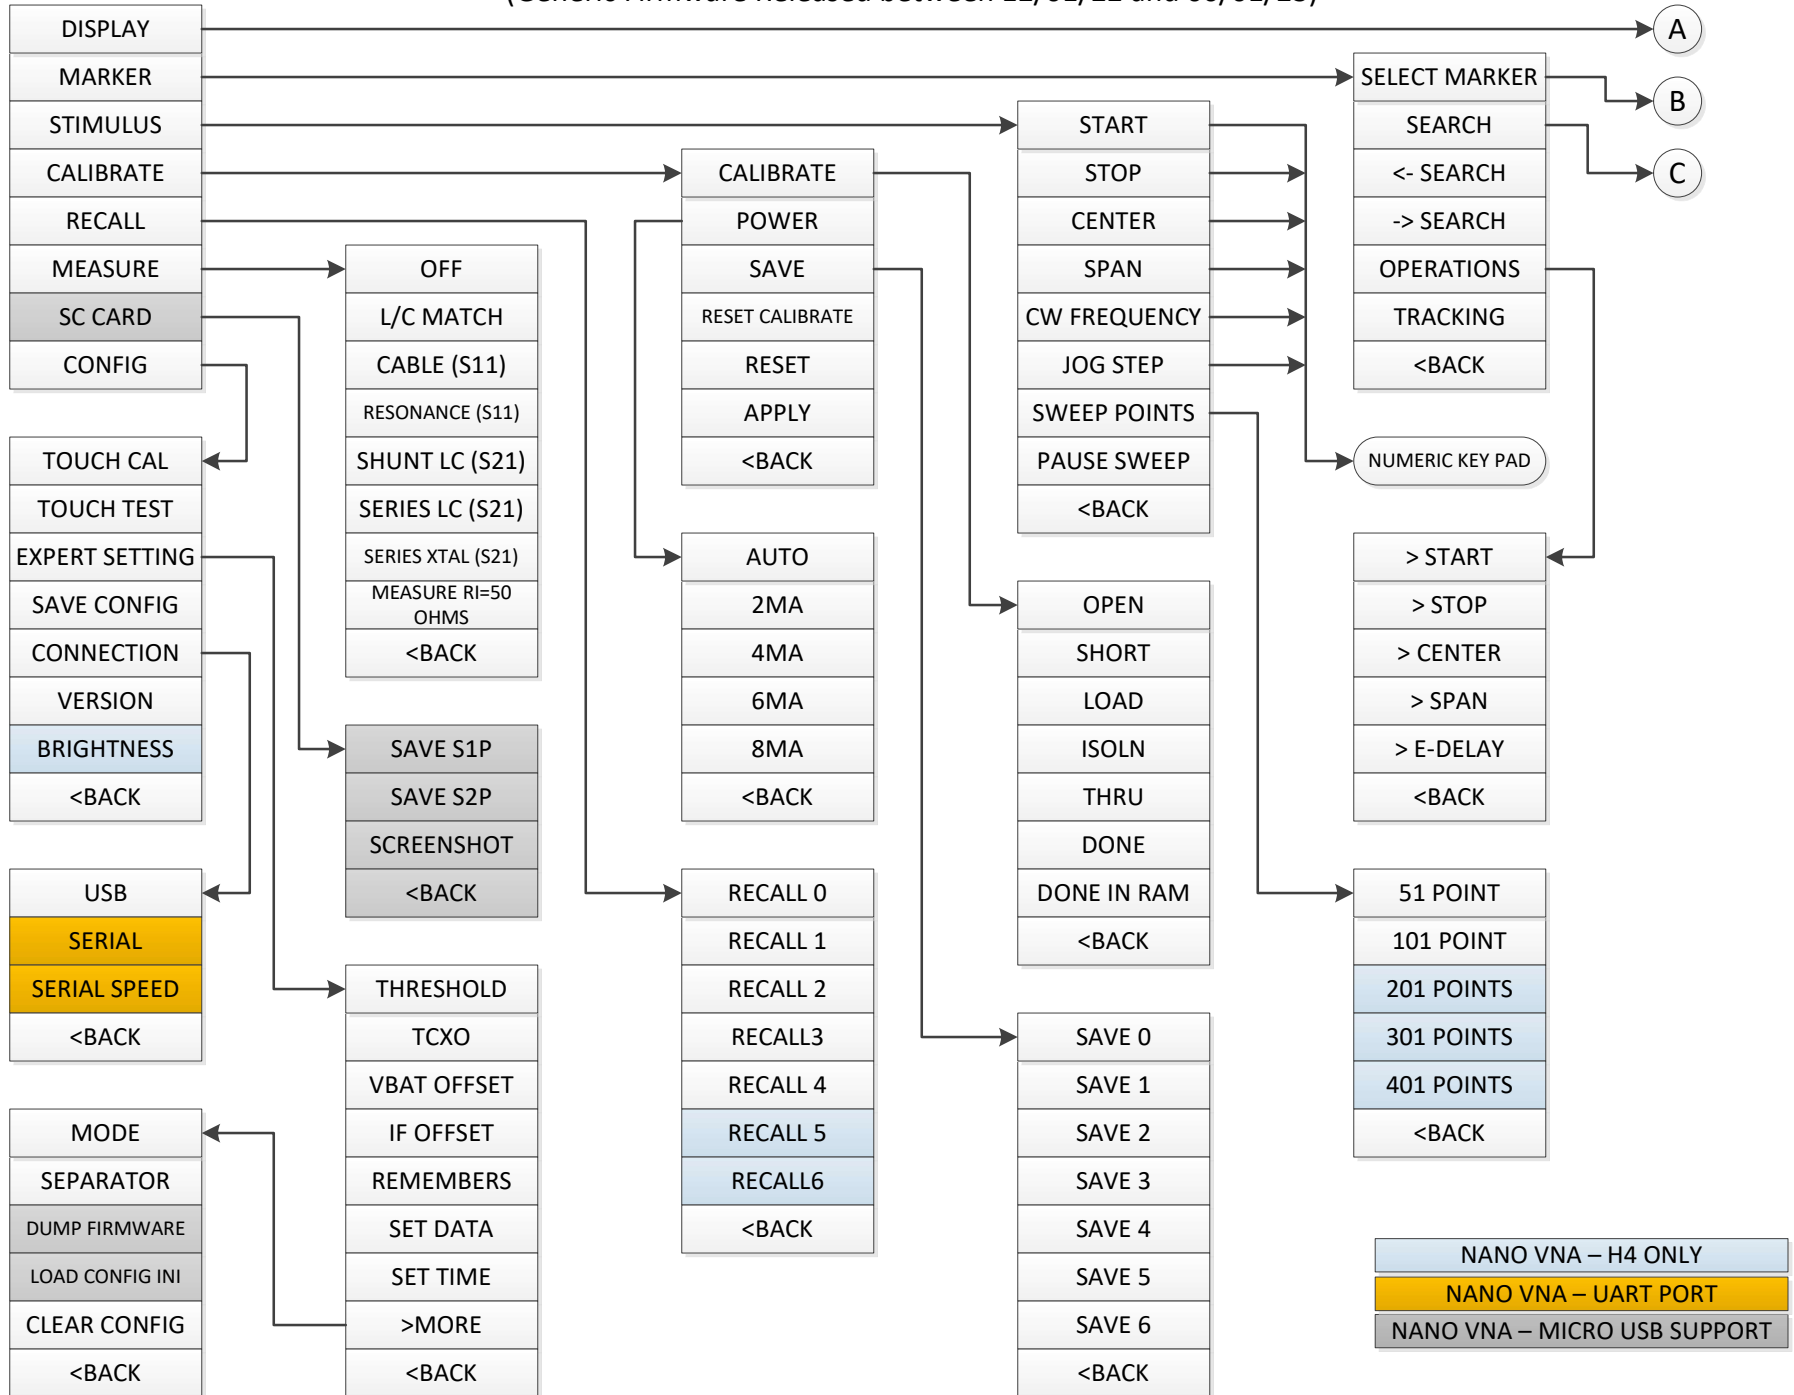 DISPLAY
MARKER
STIMULUS
CALIBRATE
RECALL
MEASURE
SC CARD
CONFIG
TOUCH CAL
TOUCH TEST
EXPERT SETTING
SAVE CONFIG
CONNECTION
VERSION
BRIGHTNESS
<BACK
USB
SERIAL
SERIAL SPEED
<BACK
MODE
SEPARATOR
DUMP FIRMWARE
LOAD CONFIG INI
CLEAR CONFIG
<BACK
OFF
L/C MATCH
CABLE (S11)
RESONANCE (S11)
SHUNT LC (S21)
SERIES LC (S21)
SERIES XTAL (S21)
MEASURE RI=50
OHMS
<BACK
SAVE S1P
SAVE S2P
SCREENSHOT
<BACK
THRESHOLD
TCXO
VBAT OFFSET
IF OFFSET
REMEMBERS
SET DATA
SET TIME
>MORE
<BACK
CALIBRATE
POWER
SAVE
RESET CALIBRATE
RESET
APPLY
<BACK
AUTO
2MA
4MA
6MA
8MA
<BACK
RECALL 0
RECALL 1
RECALL 2
RECALL3
RECALL 4
RECALL 5
RECALL6
<BACK
START
STOP
CENTER
SPAN
CW FREQUENCY
JOG STEP
SWEEP POINTS
PAUSE SWEEP
<BACK
OPEN
SHORT
LOAD
ISOLN
THRU
DONE
DONE IN RAM
<BACK
SAVE 0
SAVE 1
SAVE 2
SAVE 3
SAVE 4
SAVE 5
SAVE 6
<BACK
SELECT MARKER
SEARCH
<- SEARCH
-> SEARCH
OPERATIONS
TRACKING
<BACK
NUMERIC KEY PAD
> START
> STOP
> CENTER
> SPAN
> E-DELAY
<BACK
51 POINT
101 POINT
201 POINTS
301 POINTS
401 POINTS
<BACK
A
B
C
NANO VNA – H4 ONLY
NANO VNA – UART PORT
NANO VNA – MICRO USB SUPPORT